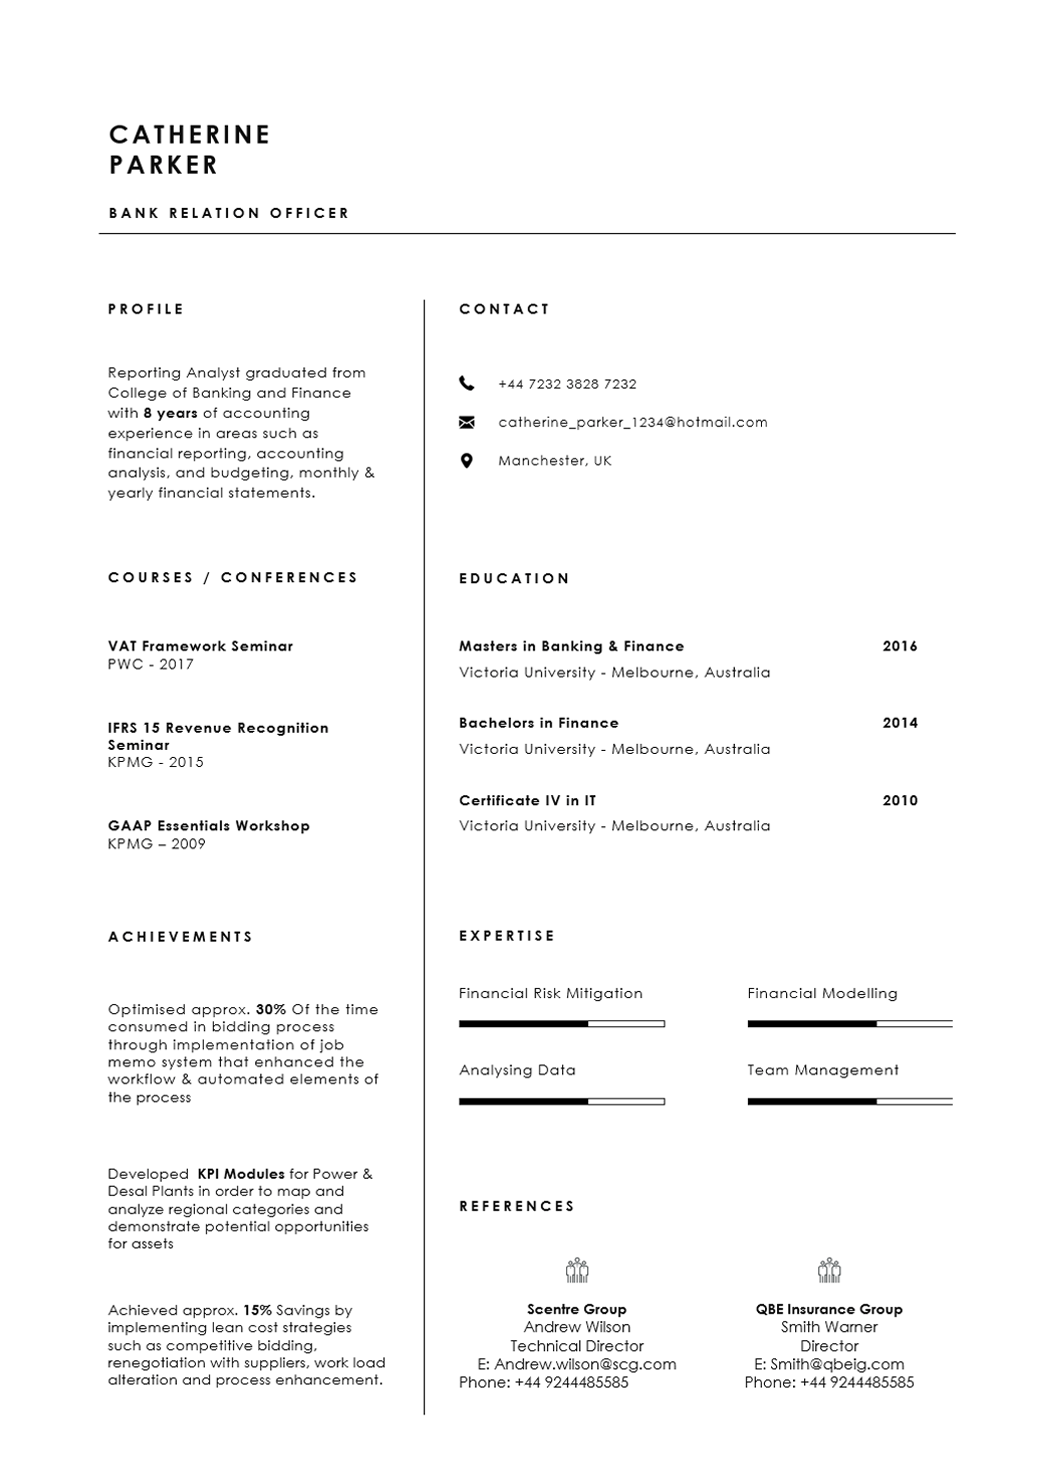 CATHERINE
PARKER
BANK RELATION OFFICER
PROFILE
Reporting Analyst graduated from
College of Banking and Finance
with 8 years of accounting
experience in areas such as
financial reporting, accounting
analysis, and budgeting, monthly &
yearly financial statements.
COURSES / CONFERENCES
VAT Framework Seminar
PWC - 2017
IFRS 15 Revenue Recognition
Seminar
KPMG - 2015
GAAP Essentials Workshop
KPMG – 2009
ACHIEVEMENTS
Optimised approx. 30% Of the time
consumed in bidding process
through implementation of job
memo system that enhanced the
workflow & automated elements of
the process
Developed  KPI Modules for Power &
Desal Plants in order to map and
analyze regional categories and
demonstrate potential opportunities
for assets
Achieved approx. 15% Savings by
implementing lean cost strategies
such as competitive bidding,
renegotiation with suppliers, work load
alteration and process enhancement.
CONTACT
+44 7232 3828 7232
catherine_parker_1234@hotmail.com
Manchester, UK
EDUCATION
Masters in Banking & Finance 2016
Victoria University - Melbourne, Australia
Bachelors in Finance 2014
Victoria University - Melbourne, Australia
Certificate IV in IT 2010
Victoria University - Melbourne, Australia
EXPERTISE
Financial Risk Mitigation
Financial Modelling
Analysing Data
Team Management
REFERENCES
Scentre Group
Andrew Wilson
Technical Director
E: Andrew.wilson@scg.com
Phone: +44 9244485585
QBE Insurance Group
Smith Warner
Director
E: Smith@qbeig.com
Phone: +44 9244485585